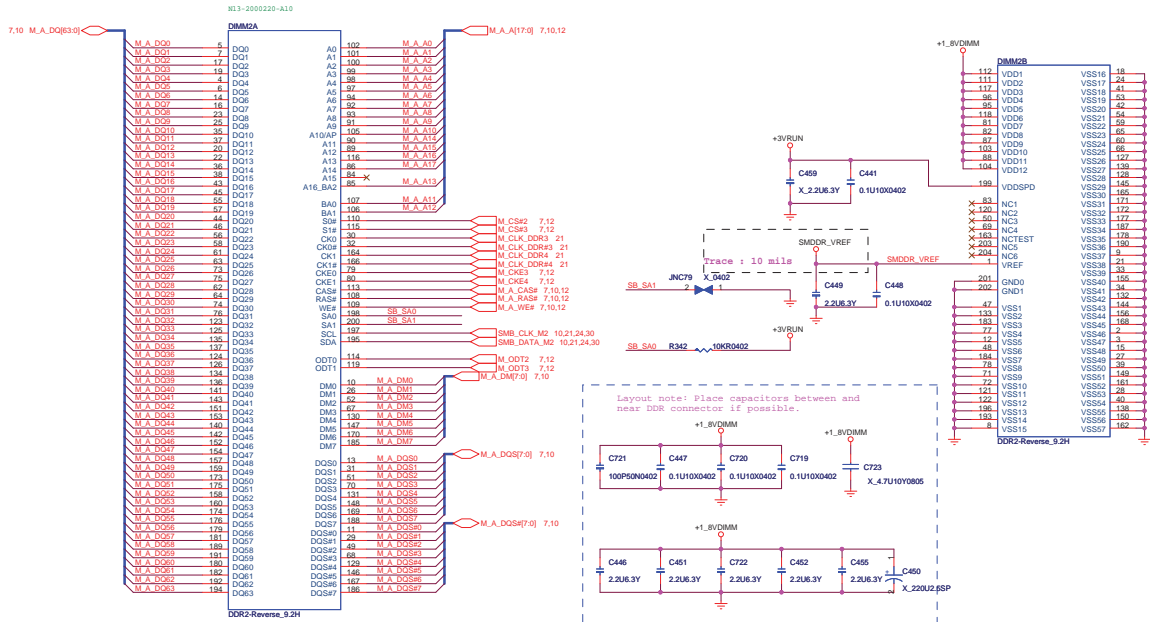 N13-2000220-A10
DIMM2A
7,10 M_A_DQ[63:0]
M_A_A[17:0] 7,10,12
M_A_DQ0 5 DQ0 A0 102 M_A_A0
M_A_DQ1 7 DQ1 A1 101 M_A_A1
M_A_DQ2 17 DQ2 A2 100 M_A_A2
M_A_DQ3 19 DQ3 A3 99 M_A_A3
M_A_DQ4 4 DQ4 A4 98 M_A_A4
M_A_DQ5 6 DQ5 A5 97 M_A_A5
M_A_DQ6 14 DQ6 A6 94 M_A_A6
M_A_DQ7 16 DQ7 A7 92 M_A_A7
M_A_DQ8 23 DQ8 A8 93 M_A_A8
M_A_DQ9 25 DQ9 A9 91 M_A_A9
M_A_DQ10 35 DQ10 A10/AP 105 M_A_A10
M_A_DQ11 37 DQ11 A11 90 M_A_A14
M_A_DQ12 20 DQ12 A12 89 M_A_A15
M_A_DQ13 22 DQ13 A13 116 M_A_A16
M_A_DQ14 36 DQ14 A14 86 M_A_A17
M_A_DQ15 38 DQ15 A15 84
M_A_DQ16 43 DQ16 A16_BA2 85 M_A_A13
M_A_DQ17 45 DQ17
M_A_DQ18 55 DQ18 BA0 107 M_A_A11
M_A_DQ19 57 DQ19 BA1 106 M_A_A12
M_A_DQ20 44 DQ20 S0# 110 M_CS#2 7,12
M_A_DQ21 46 DQ21 S1# 115 M_CS#3 7,12
M_A_DQ22 56 DQ22 CK0 30 M_CLK_DDR3 21
M_A_DQ23 58 DQ23 CK0# 32 M_CLK_DDR#3 21
M_A_DQ24 61 DQ24 CK1 164 M_CLK_DDR4 21
M_A_DQ25 63 DQ25 CK1# 166 M_CLK_DDR#4 21
M_A_DQ26 73 DQ26 CKE0 79 M_CKE3 7,12
M_A_DQ27 75 DQ27 CKE1 80 M_CKE4 7,12
M_A_DQ28 62 DQ28 CAS# 113 M_A_CAS# 7,10,12
M_A_DQ29 64 DQ29 RAS# 108 M_A_RAS# 7,10,12
M_A_DQ30 74 DQ30 WE# 109 M_A_WE# 7,10,12
M_A_DQ31 76 DQ31 SA0 198 SB_SA0
M_A_DQ32 123 DQ32 SA1 200 SB_SA1
M_A_DQ33 125 DQ33 SCL 197 SMB_CLK_M2 10,21,24,30
M_A_DQ34 135 DQ34 SDA 195 SMB_DATA_M2 10,21,24,30
M_A_DQ35 137 DQ35
M_A_DQ36 124 DQ36 ODT0 114 M_ODT2 7,12
M_A_DQ37 126 DQ37 ODT1 119 M_ODT3 7,12
M_A_DQ38 134 DQ38
M_A_DM[7:0] 7,10
M_A_DQ39 136 DQ39 DM0 10 M_A_DM0
M_A_DQ40 141 DQ40 DM1 26 M_A_DM1
M_A_DQ41 143 DQ41 DM2 52 M_A_DM2
M_A_DQ42 151 DQ42 DM3 67 M_A_DM3
M_A_DQ43 153 DQ43 DM4 130 M_A_DM4
M_A_DQ44 140 DQ44 DM5 147 M_A_DM5
M_A_DQ45 142 DQ45 DM6 170 M_A_DM6
M_A_DQ46 152 DQ46 DM7 185 M_A_DM7
M_A_DQ47 154 DQ47
M_A_DQS[7:0] 7,10
M_A_DQ48 157 DQ48 DQS0 13 M_A_DQS0
M_A_DQ49 159 DQ49 DQS1 31 M_A_DQS1
M_A_DQ50 173 DQ50 DQS2 51 M_A_DQS2
M_A_DQ51 175 DQ51 DQS3 70 M_A_DQS3
M_A_DQ52 158 DQ52 DQS4 131 M_A_DQS4
M_A_DQ53 160 DQ53 DQS5 148 M_A_DQS5
M_A_DQ54 174 DQ54 DQS6 169 M_A_DQS6
M_A_DQ55 176 DQ55 DQS7 188 M_A_DQS7
M_A_DQS#[7:0] 7,10
M_A_DQ56 179 DQ56 DQS#0 11 M_A_DQS#0
M_A_DQ57 181 DQ57 DQS#1 29 M_A_DQS#1
M_A_DQ58 189 DQ58 DQS#2 49 M_A_DQS#2
M_A_DQ59 191 DQ59 DQS#3 68 M_A_DQS#3
M_A_DQ60 180 DQ60 DQS#4 129 M_A_DQS#4
M_A_DQ61 182 DQ61 DQS#5 146 M_A_DQS#5
M_A_DQ62 192 DQ62 DQS#6 167 M_A_DQS#6
M_A_DQ63 194 DQ63 DQS#7 186 M_A_DQS#7
DDR2-Reverse_9.2H
+3VRUN
C459
X_2.2U6.3Y
C441
0.1U10X0402
SMDDR_VREF
Trace : 10 mils
SMDDR_VREF
JNC79 X_0402
SB_SA1 2 1
C449
2.2U6.3Y
C448
0.1U10X0402
+3VRUN
SB_SA0 R342 10KR0402
Layout note: Place capacitors between and
near DDR connector if possible.
+1_8VDIMM
+1_8VDIMM
C721
100P50N0402
C447
0.1U10X0402
C720
0.1U10X0402
C719
0.1U10X0402
C723
X_4.7U10Y0805
+1_8VDIMM
C446
2.2U6.3Y
C451
2.2U6.3Y
C722
2.2U6.3Y
C452
2.2U6.3Y
C455
2.2U6.3Y
1
+
C450
X_220U2.5SP
2
+1_8VDIMM
DIMM2B
112 VDD1 VSS16 18
111 VDD2 VSS17 24
117 VDD3 VSS18 41
96 VDD4 VSS19 53
95 VDD5 VSS20 42
118 VDD6 VSS21 54
81 VDD7 VSS22 59
82 VDD8 VSS23 65
87 VDD9 VSS24 60
103 VDD10 VSS25 66
88 VDD11 VSS26 127
104 VDD12 VSS27 139
VSS28 128
199 VDDSPD VSS29 145
VSS30 165
83 NC1 VSS31 171
120 NC2 VSS32 172
50 NC3 VSS33 177
69 NC4 VSS34 187
163 NCTEST VSS35 178
203 NC5 VSS36 190
204 NC6 VSS37 9
1 VREF VSS38 21
VSS39 33
201 GND0 VSS40 155
202 GND1 VSS41 34
VSS42 132
47 VSS1 VSS43 144
133 VSS2 VSS44 156
183 VSS3 VSS45 168
77 VSS4 VSS46 2
12 VSS5 VSS47 3
48 VSS6 VSS48 15
184 VSS7 VSS49 27
78 VSS8 VSS50 39
71 VSS9 VSS51 149
72 VSS10 VSS52 161
121 VSS11 VSS53 28
122 VSS12 VSS54 40
196 VSS13 VSS55 138
193 VSS14 VSS56 150
8 VSS15 VSS57 162
DDR2-Reverse_9.2H